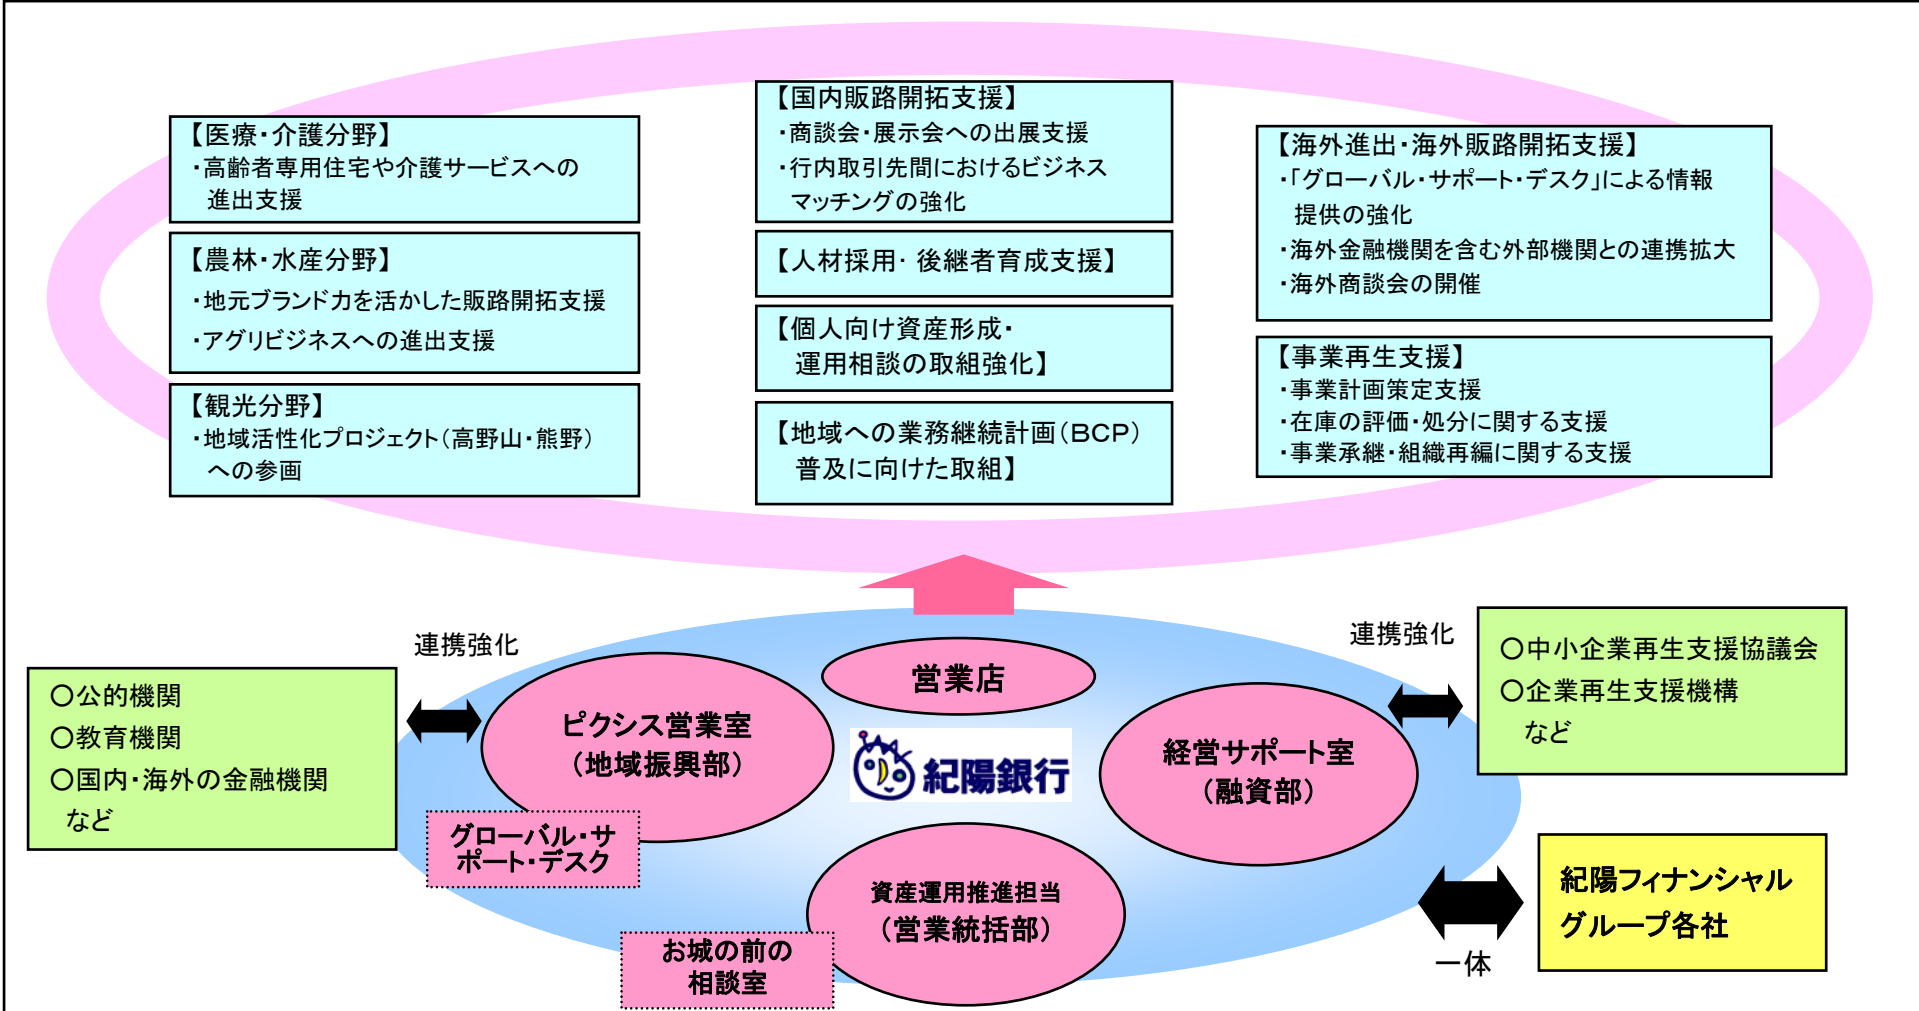 【医療・介護分野】
・高齢者専用住宅や介護サービスへの
進出支援
【農林・水産分野】
・地元ブランド力を活かした販路開拓支援
・アグリビジネスへの進出支援
【観光分野】
・地域活性化プロジェクト（高野山・熊野）
への参画
【国内販路開拓支援】
・商談会・展示会への出展支援
・行内取引先間におけるビジネス
マッチングの強化
【人材採用・ 後継者育成支援】
【個人向け資産形成・
運用相談の取組強化】
【地域への業務継続計画（ＢＣＰ）
普及に向けた取組】
【海外進出・海外販路開拓支援】
・「グローバル・サポート・デスク」による情報
提供の強化
・海外金融機関を含む外部機関との連携拡大
・海外商談会の開催
【事業再生支援】
・事業計画策定支援
・在庫の評価・処分に関する支援
・事業承継・組織再編に関する支援
連携強化
○公的機関
○教育機関
○国内・海外の金融機関
など
ピクシス営業室
（地域振興部）
グローバル・サ
ポート・デスク
営業店
紀陽銀行
資産運用推進担当
（営業統括部）
お城の前の
相談室
経営サポート室
（融資部）
連携強化
○中小企業再生支援協議会
○企業再生支援機構
など
紀陽フィナンシャル
グループ各社
一体